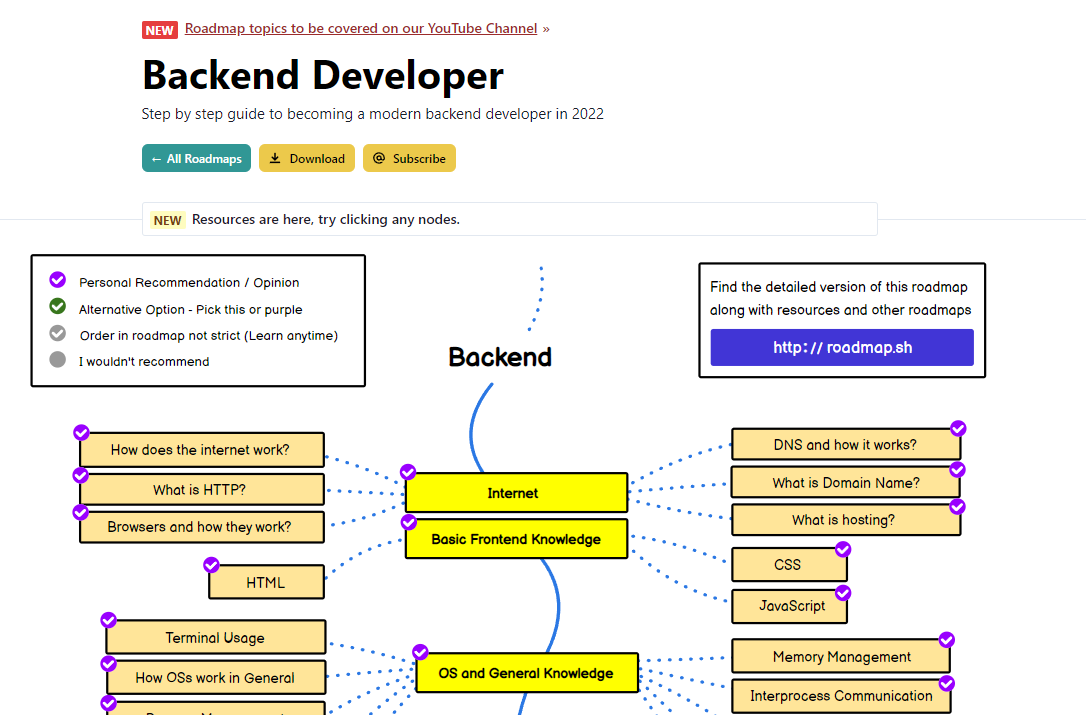 NEW Roadmap topics to be covered on our YouTube Channel »
Backend Developer
Step by step guide to becoming a modern backend developer in 2022
← All Roadmaps
Download
Subscribe
NEW Resources are here, try clicking any nodes.
Personal Recommendation / Opinion
Alternative Option - Pick this or purple
Order in roadmap not strict (Learn anytime)
I wouldn't recommend
Find the detailed version of this roadmap
along with resources and other roadmaps
http://roadmap.sh
Backend
How does the internet work?
What is HTTP?
Browsers and how they work?
Internet
DNS and how it works?
What is Domain Name?
What is hosting?
Basic Frontend Knowledge
HTML
CSS
JavaScript
Terminal Usage
How OSs work in General
OS and General Knowledge
Memory Management
Interprocess Communication